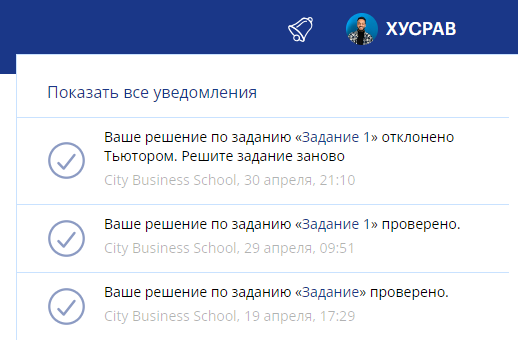 ХУСРАВ
Показать все уведомления
Ваше решение по заданию «Задание 1» отклонено
Тьютором. Решите задание заново
City Business School, 30 апреля, 21:10
Ваше решение по заданию «Задание 1» проверено.
City Business School, 29 апреля, 09:51
Ваше решение по заданию «Задание» проверено.
City Business School, 19 апреля, 17:29